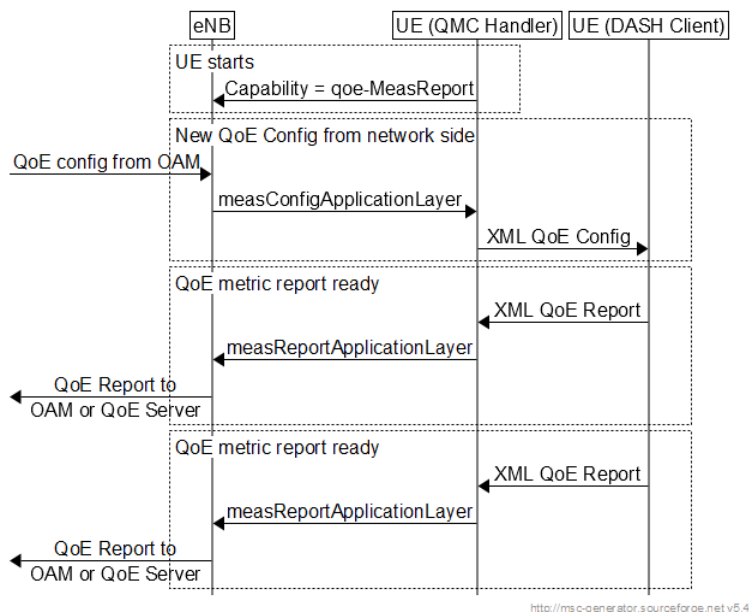 eNB
UE (QMC Handler)
UE (DASH Client)
UE starts
Capability = qoe-MeasReport
New QoE Config from network side
QoE config from OAM
measConfigApplicationLayer
XML QoE Config
QoE metric report ready
XML QoE Report
measReportApplicationLayer
QoE Report to
OAM or QoE Server
QoE metric report ready
XML QoE Report
measReportApplicationLayer
QoE Report to
OAM or QoE Server
http://msc-generator.sourceforge.net v5.4